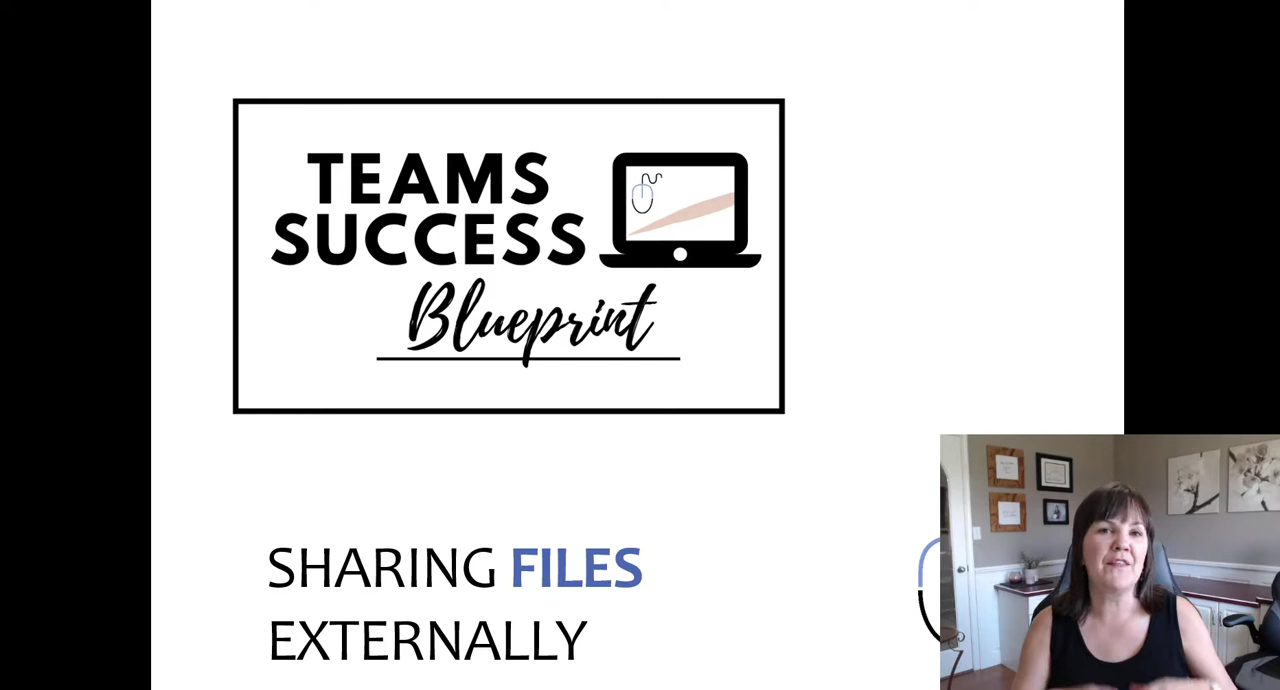 TEAMS
SUCCESS
Blueprint
SHARING FILES
EXTERNALLY